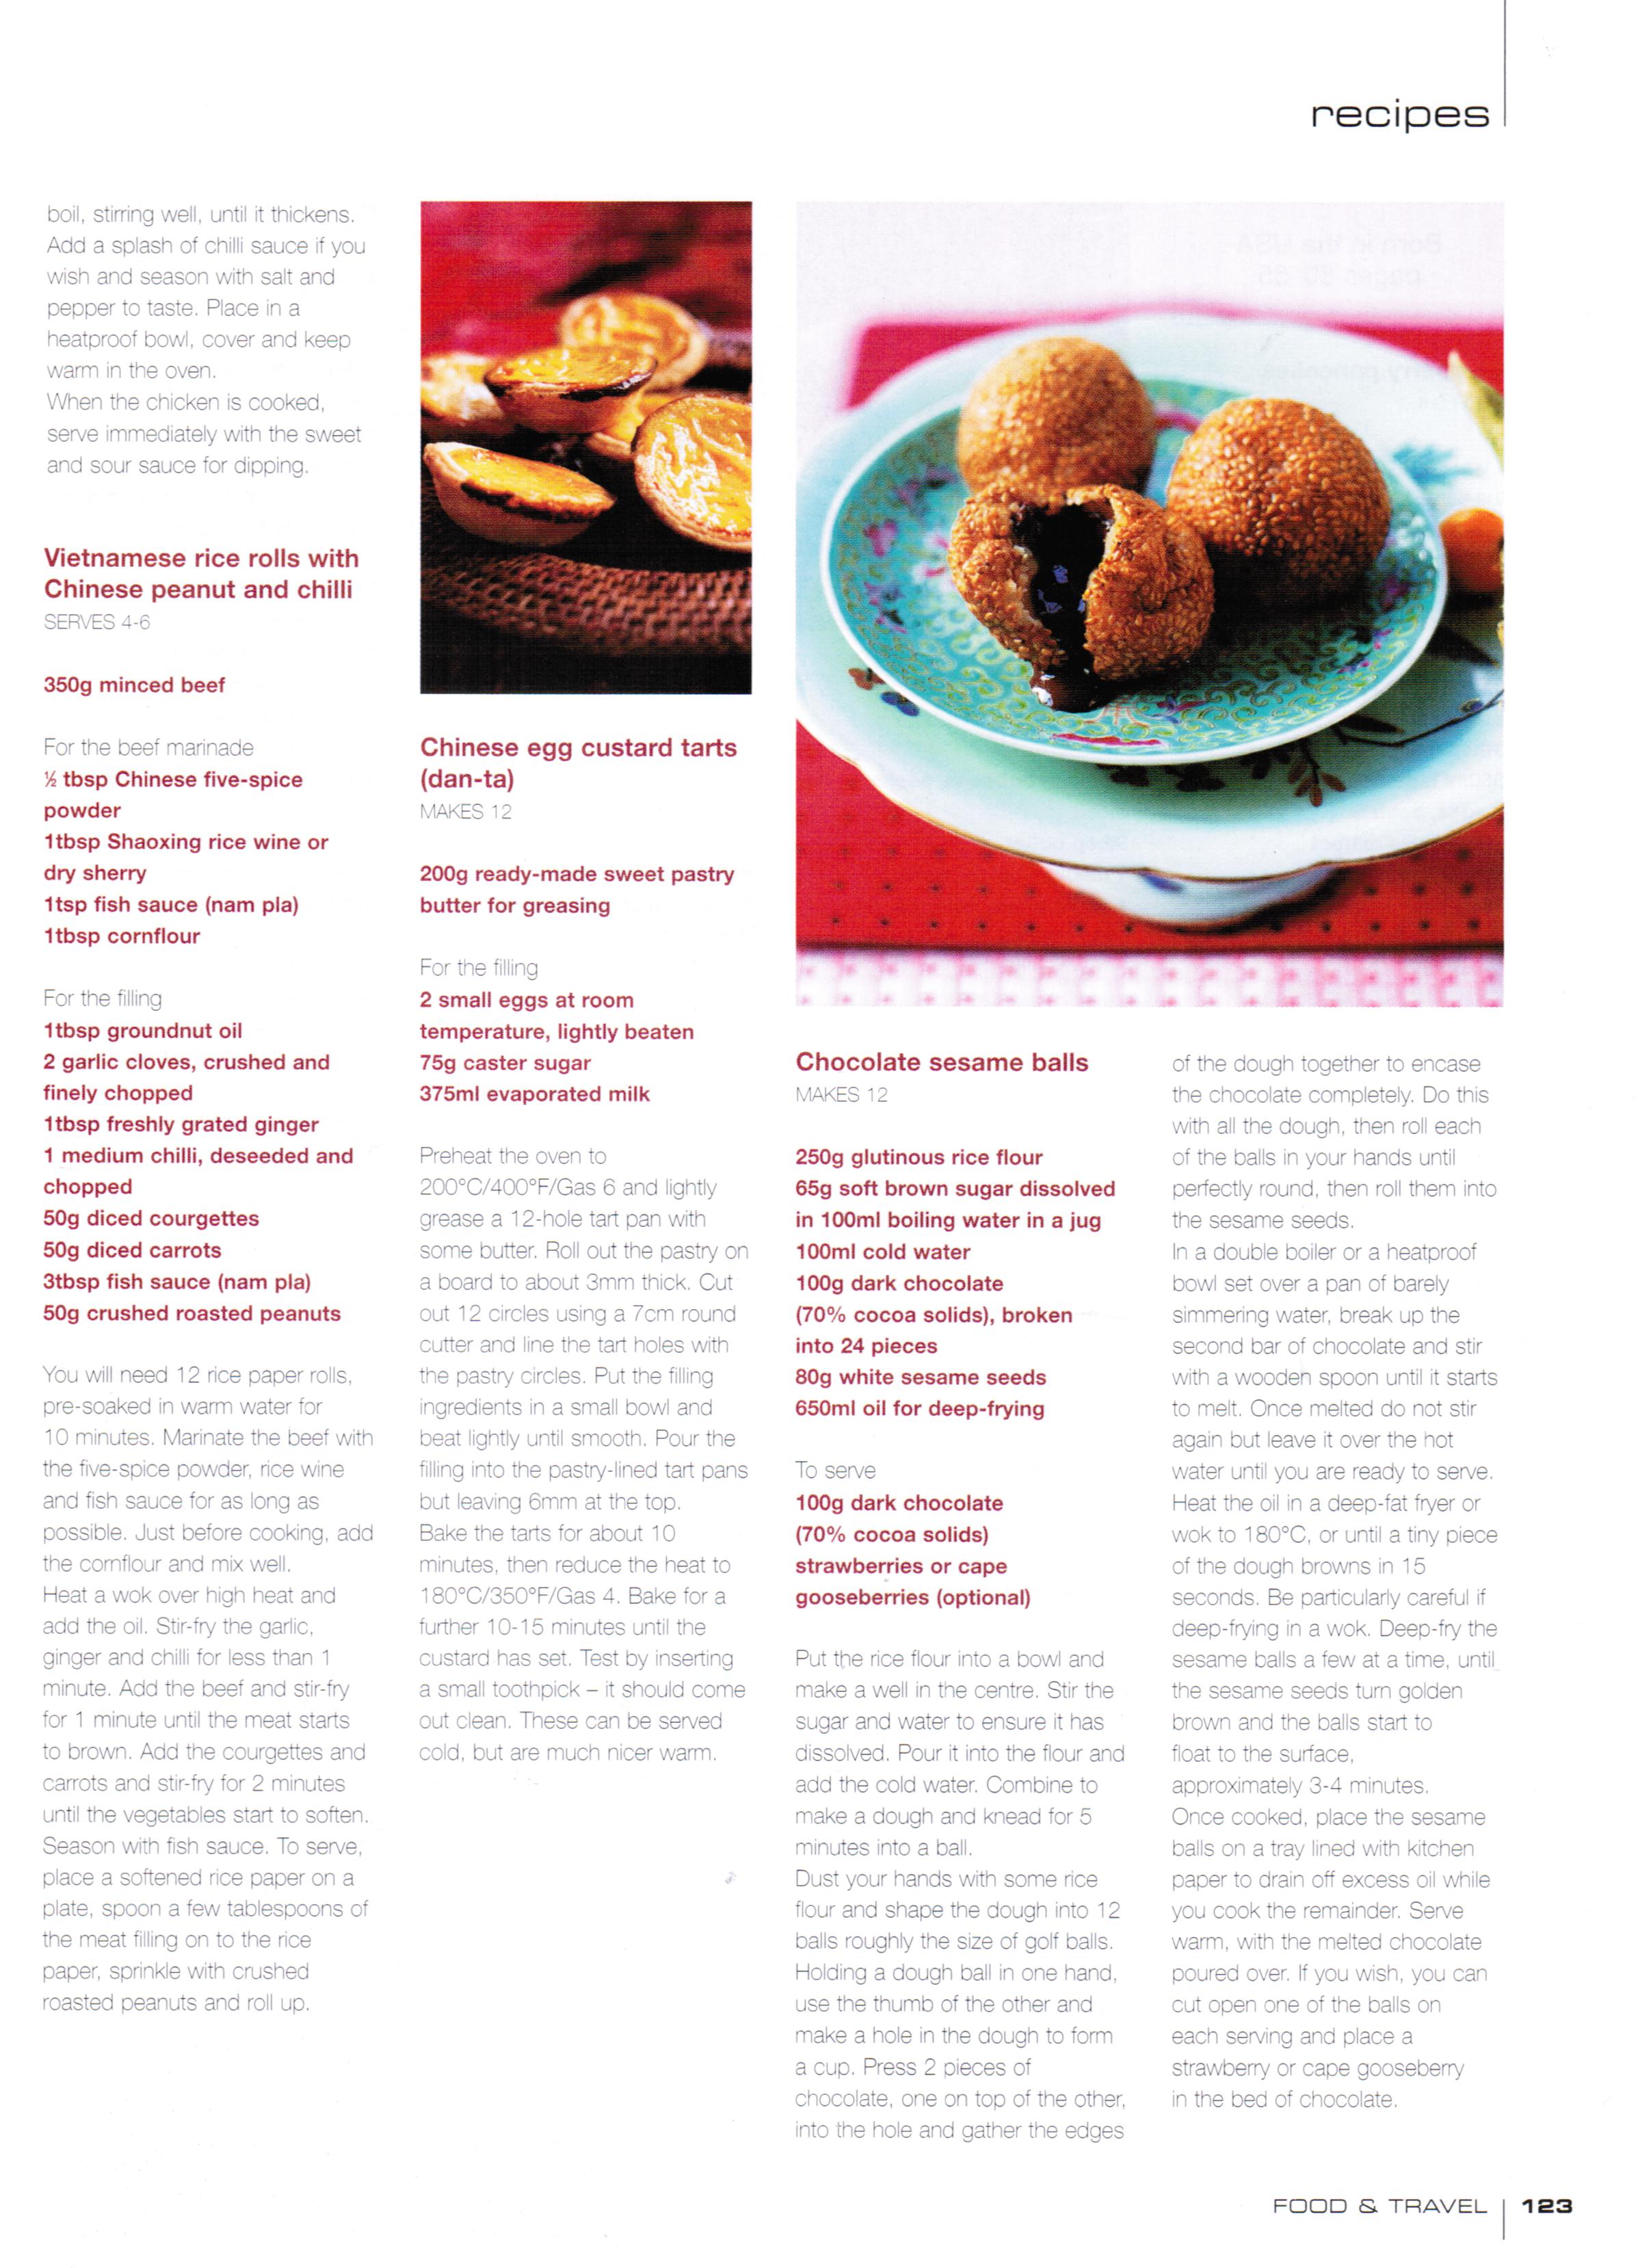 recipes
boil, stirring well, until it thickens.
Add a splash of chilli sauce if you
wish and season with salt and
pepper to taste. Place in a
heatproof bowl, cover and keep
warm in the oven.
When the chicken is cooked,
serve immediately with the sweet
and sour sauce for dipping.
Vietnamese rice rolls with
Chinese peanut and chilli
SERVES 4-6
350g minced beef
For the beef marinade
½ tbsp Chinese five-spice
powder
1tbsp Shaoxing rice wine or
dry sherry
1tsp fish sauce (nam pla)
1tbsp cornflour
For the filling
1tbsp groundnut oil
2 garlic cloves, crushed and
finely chopped
1tbsp freshly grated ginger
1 medium chilli, deseeded and
chopped
50g diced courgettes
50g diced carrots
3tbsp fish sauce (nam pla)
50g crushed roasted peanuts
You will need 12 rice paper rolls,
pre-soaked in warm water for
10 minutes. Marinate the beef with
the five-spice powder, rice wine
and fish sauce for as long as
possible. Just before cooking, add
the cornflour and mix well.
Heat a wok over high heat and
add the oil. Stir-fry the garlic,
ginger and chilli for less than 1
minute. Add the beef and stir-fry
for 1 minute until the meat starts
to brown. Add the courgettes and
carrots and stir-fry for 2 minutes
until the vegetables start to soften.
Season with fish sauce. To serve,
place a softened rice paper on a
plate, spoon a few tablespoons of
the meat filling on to the rice
paper, sprinkle with crushed
roasted peanuts and roll up.
Chinese egg custard tarts
(dan-ta)
MAKES 12
200g ready-made sweet pastry
butter for greasing
For the filling
2 small eggs at room
temperature, lightly beaten
75g caster sugar
375ml evaporated milk
Preheat the oven to
200°C/400°F/Gas 6 and lightly
grease a 12-hole tart pan with
some butter. Roll out the pastry on
a board to about 3mm thick. Cut
out 12 circles using a 7cm round
cutter and line the tart holes with
the pastry circles. Put the filling
ingredients in a small bowl and
beat lightly until smooth. Pour the
filling into the pastry-lined tart pans
but leaving 6mm at the top.
Bake the tarts for about 10
minutes, then reduce the heat to
180°C/350°F/Gas 4. Bake for a
further 10-15 minutes until the
custard has set. Test by inserting
a small toothpick – it should come
out clean. These can be served
cold, but are much nicer warm.
Chocolate sesame balls
MAKES 12
250g glutinous rice flour
65g soft brown sugar dissolved
in 100ml boiling water in a jug
100ml cold water
100g dark chocolate
(70% cocoa solids), broken
into 24 pieces
80g white sesame seeds
650ml oil for deep-frying
To serve
100g dark chocolate
(70% cocoa solids)
strawberries or cape
gooseberries (optional)
Put the rice flour into a bowl and
make a well in the centre. Stir the
sugar and water to ensure it has
dissolved. Pour it into the flour and
add the cold water. Combine to
make a dough and knead for 5
minutes into a ball.
Dust your hands with some rice
flour and shape the dough into 12
balls roughly the size of golf balls.
Holding a dough ball in one hand,
use the thumb of the other and
make a hole in the dough to form
a cup. Press 2 pieces of
chocolate, one on top of the other,
into the hole and gather the edges
of the dough together to encase
the chocolate completely. Do this
with all the dough, then roll each
of the balls in your hands until
perfectly round, then roll them into
the sesame seeds.
In a double boiler or a heatproof
bowl set over a pan of barely
simmering water, break up the
second bar of chocolate and stir
with a wooden spoon until it starts
to melt. Once melted do not stir
again but leave it over the hot
water until you are ready to serve.
Heat the oil in a deep-fat fryer or
wok to 180°C, or until a tiny piece
of the dough browns in 15
seconds. Be particularly careful if
deep-frying in a wok. Deep-fry the
sesame balls a few at a time, until
the sesame seeds turn golden
brown and the balls start to
float to the surface,
approximately 3-4 minutes.
Once cooked, place the sesame
balls on a tray lined with kitchen
paper to drain off excess oil while
you cook the remainder. Serve
warm, with the melted chocolate
poured over. If you wish, you can
cut open one of the balls on
each serving and place a
strawberry or cape gooseberry
in the bed of chocolate.
FOOD & TRAVEL 123